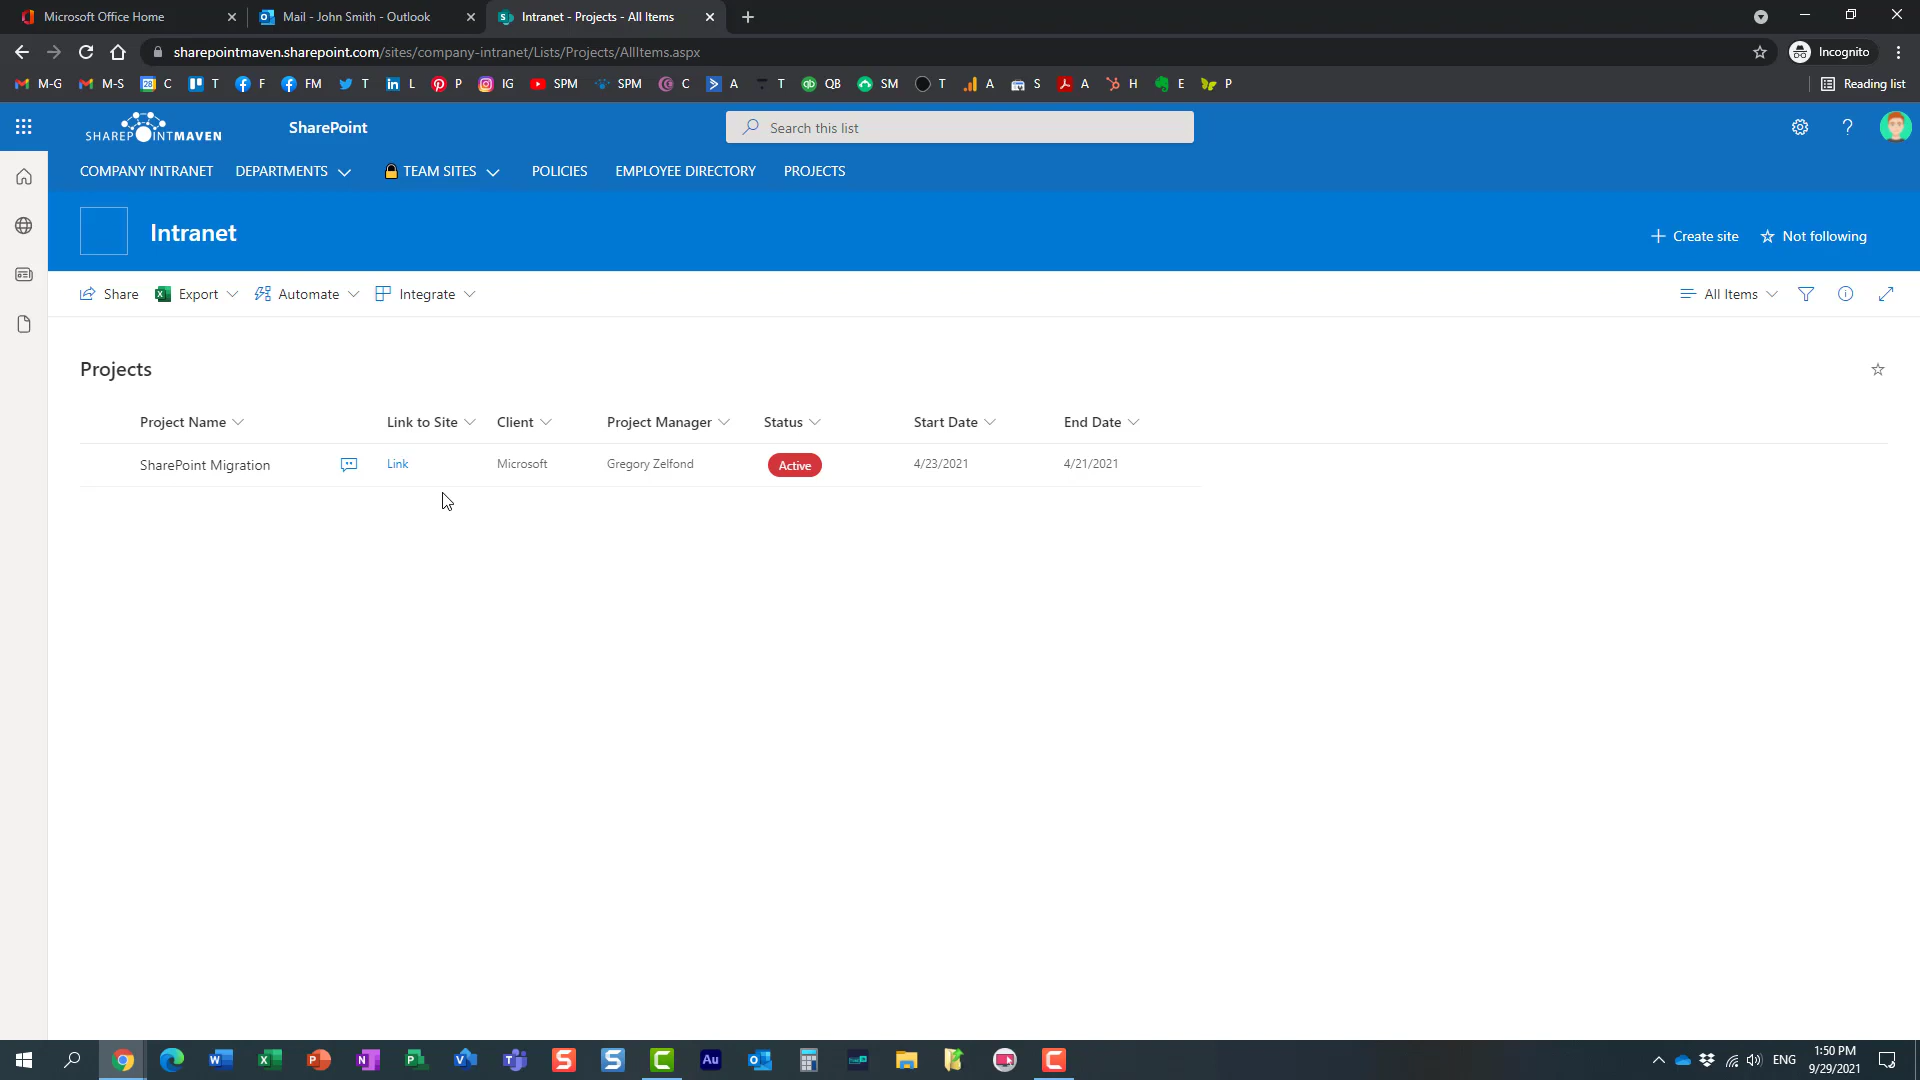 Microsoft Office Home
Mail - John Smith - Outlook
Intranet - Projects - All Items
sharepointmaven.sharepoint.com/sites/company-intranet/Lists/Projects/AllItems.aspx
Incognito
M-G M-S C T F FM T L P IG SPM SPM C A T QB SM T A S A H E P
Reading list
SHAREPOINTMAVEN
SharePoint
Search this list
COMPANY INTRANET DEPARTMENTS TEAM SITES POLICIES EMPLOYEE DIRECTORY PROJECTS
Intranet
Create site
Not following
Share Export Automate Integrate
All Items
Projects
Project Name Link to Site Client Project Manager Status Start Date End Date
SharePoint Migration Link Microsoft Gregory Zelfond Active 4/23/2021 4/21/2021
ENG
1:50 PM
9/29/2021